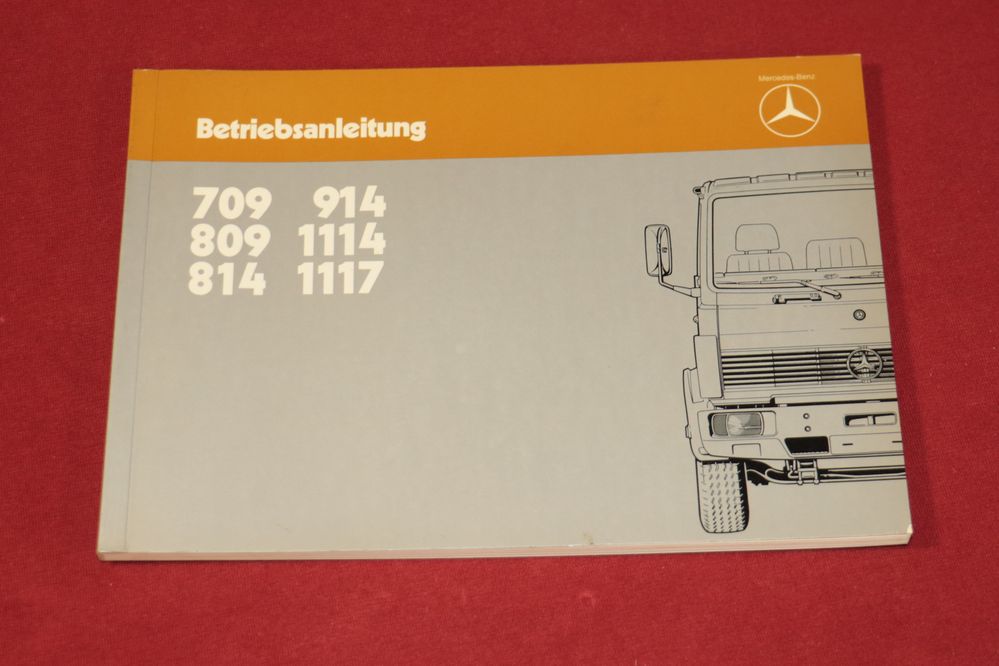 Mercedes-Benz
Betriebsanleitung
709 914
809 1114
814 1117